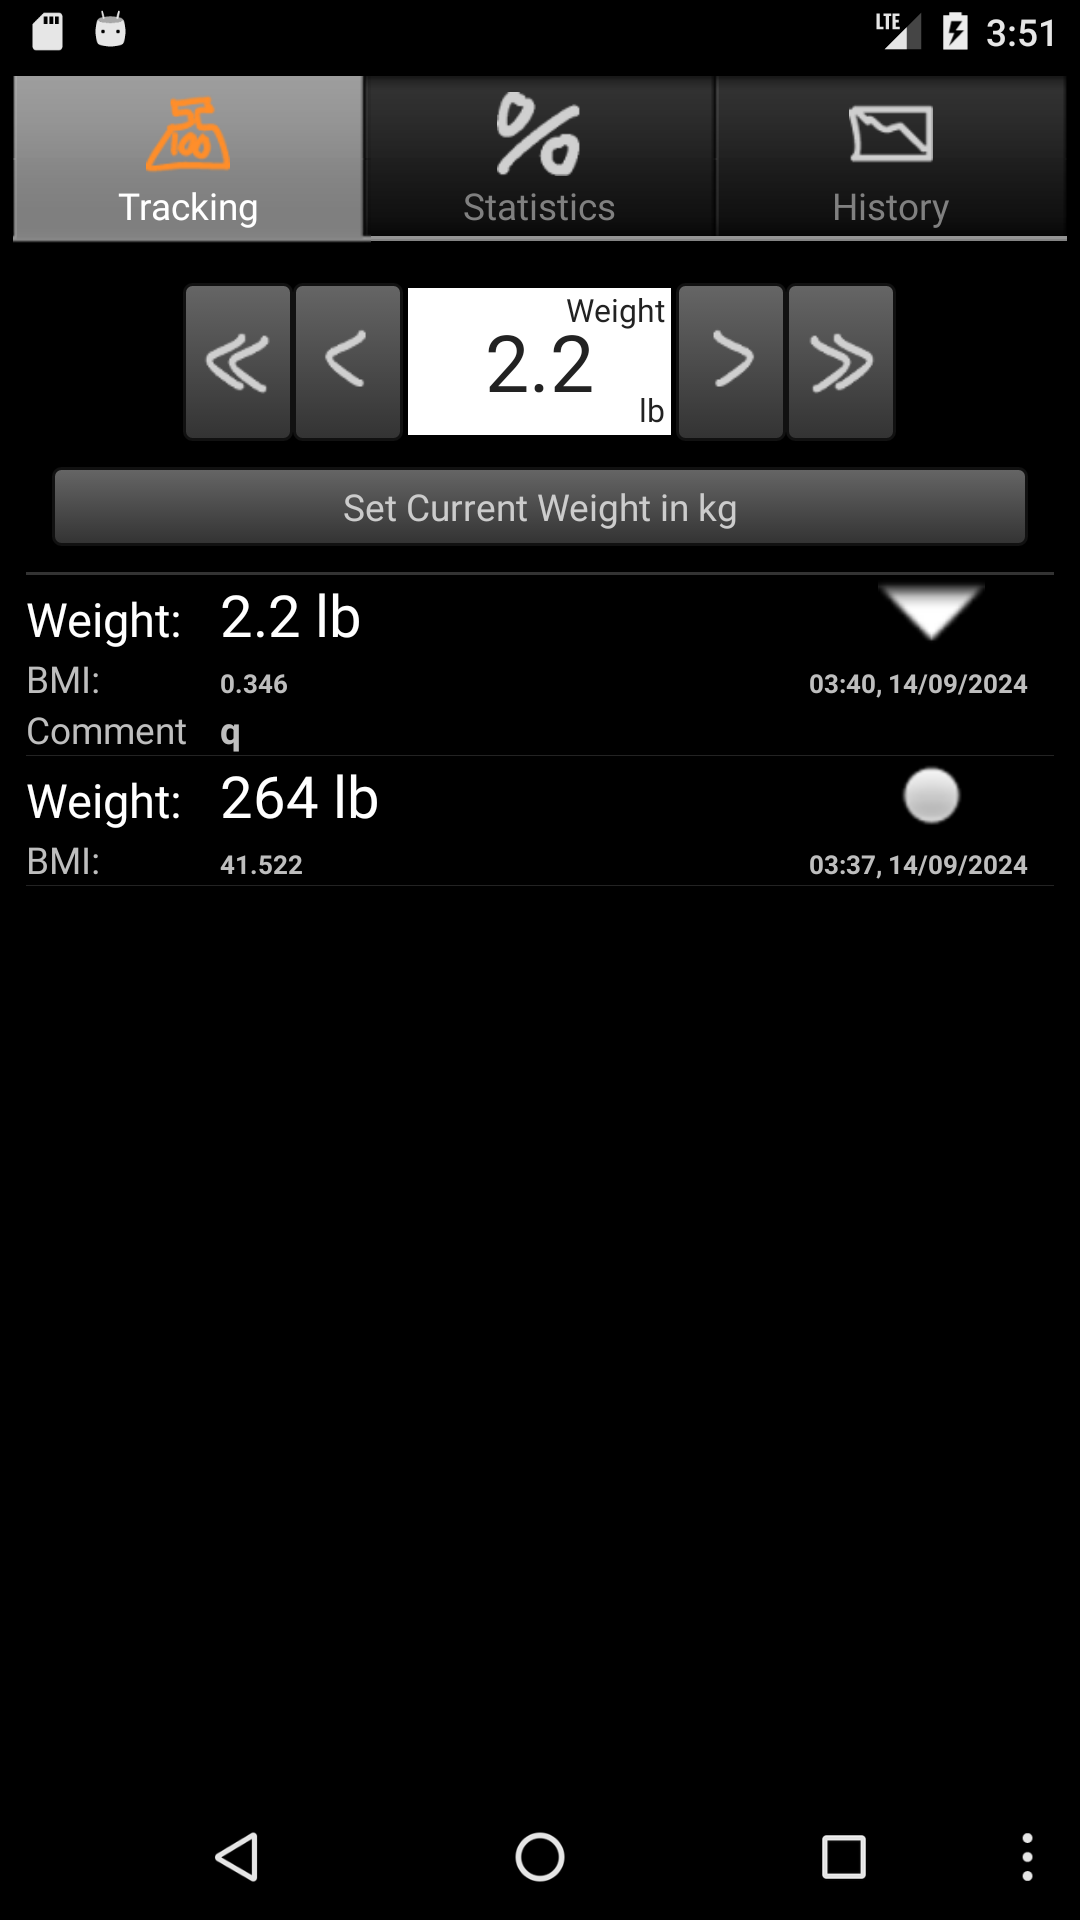 LTE 3:51
100
Tracking
Statistics
History
Weight
2.2
lb
Set Current Weight in kg
Weight: 2.2 lb
BMI: 0.346 03:40, 14/09/2024
Comment q
Weight: 264 lb
BMI: 41.522 03:37, 14/09/2024